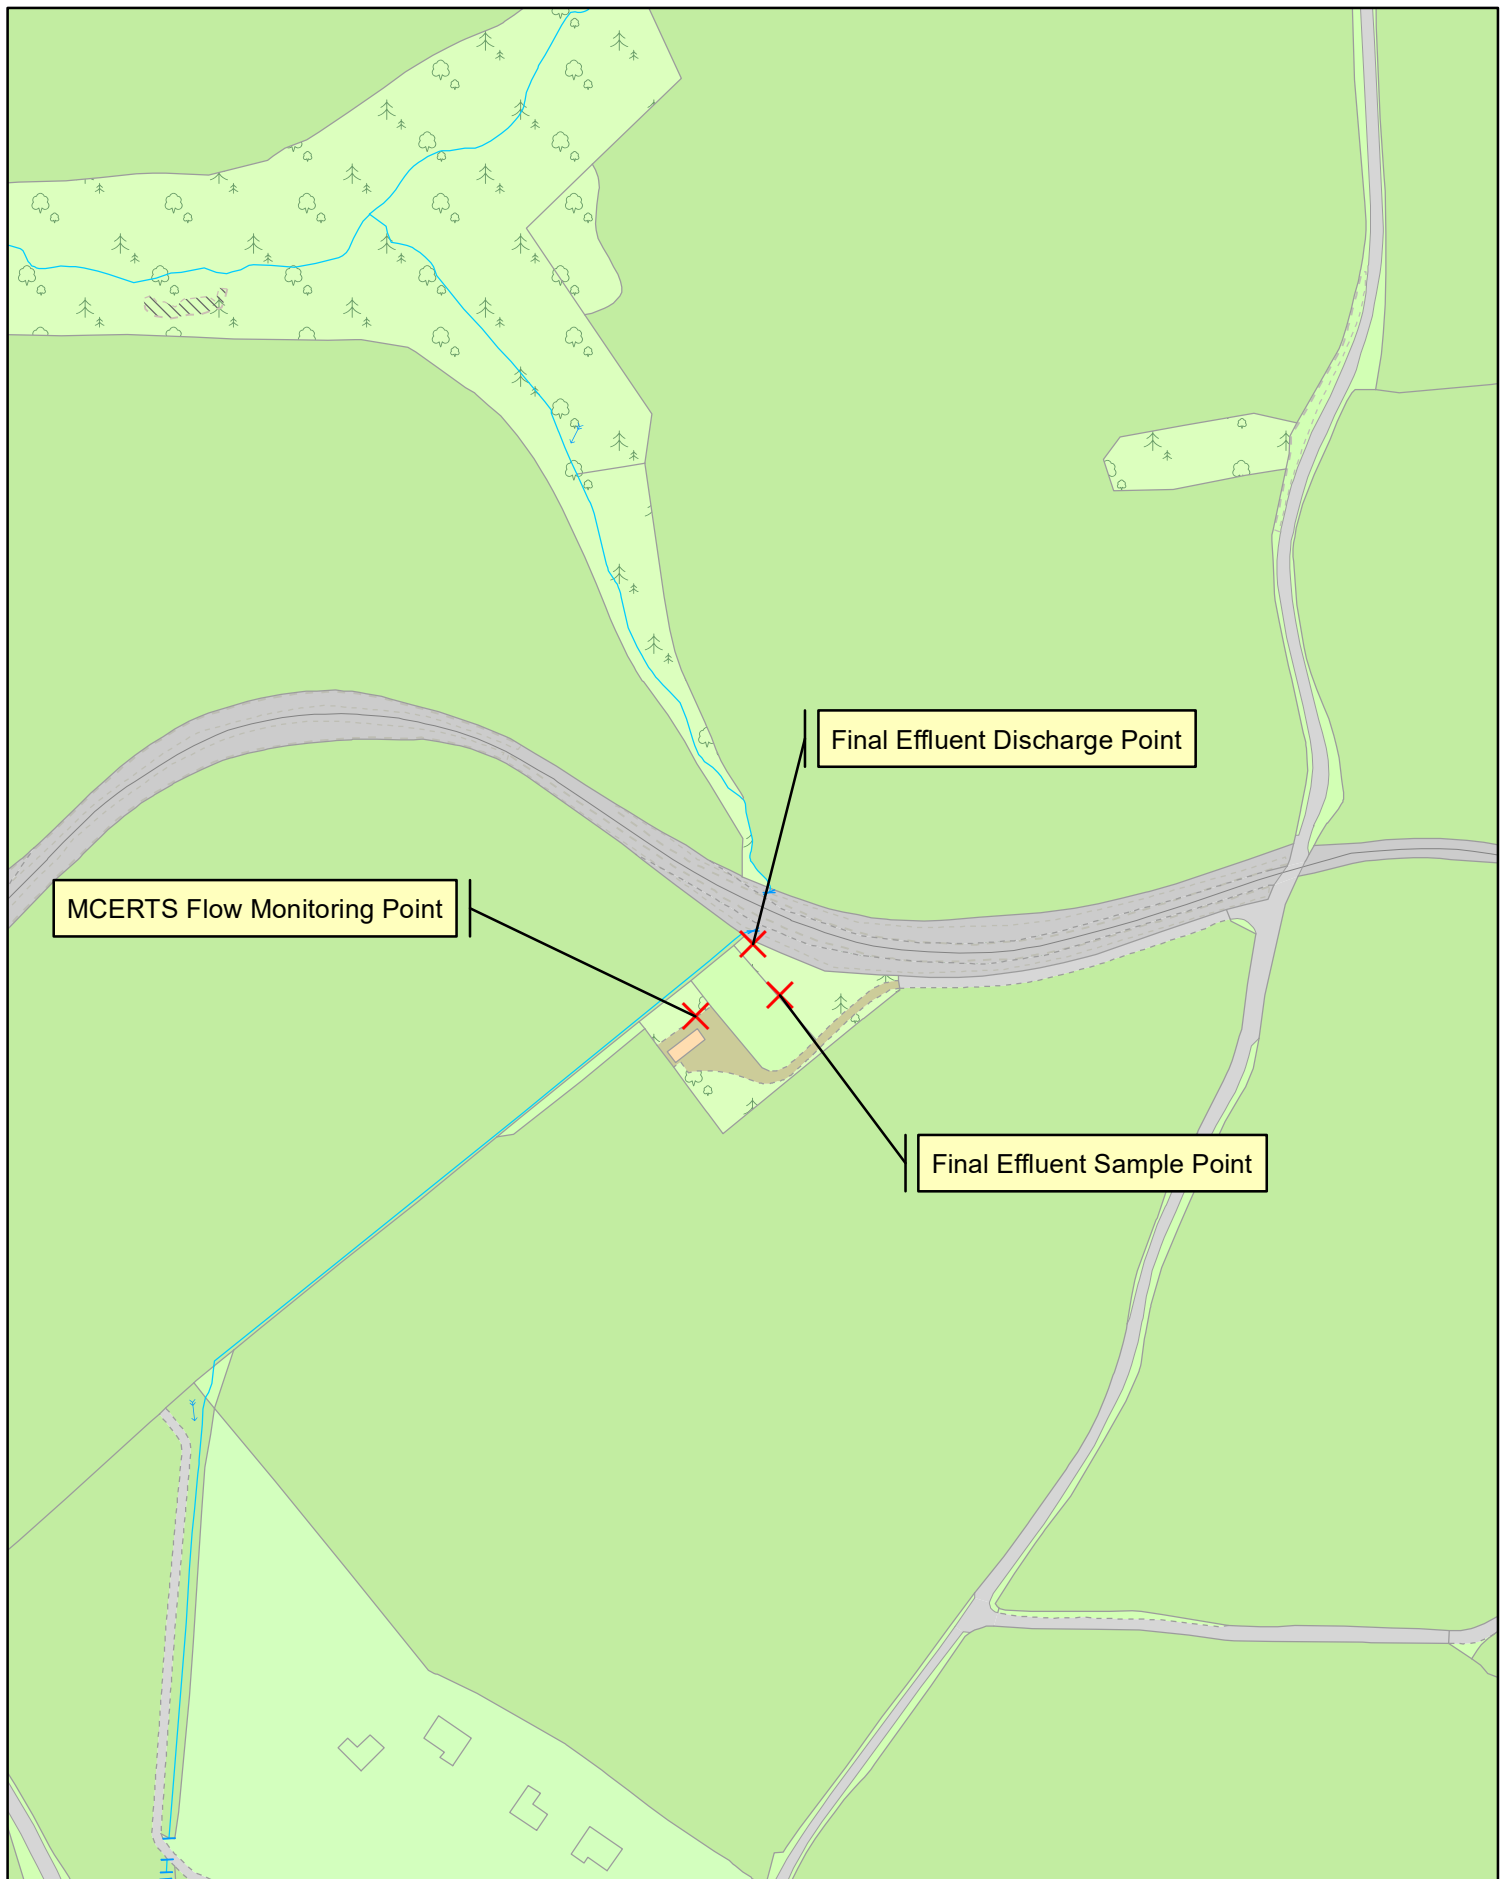 Final Effluent Discharge Point
MCERTS Flow Monitoring Point
Final Effluent Sample Point